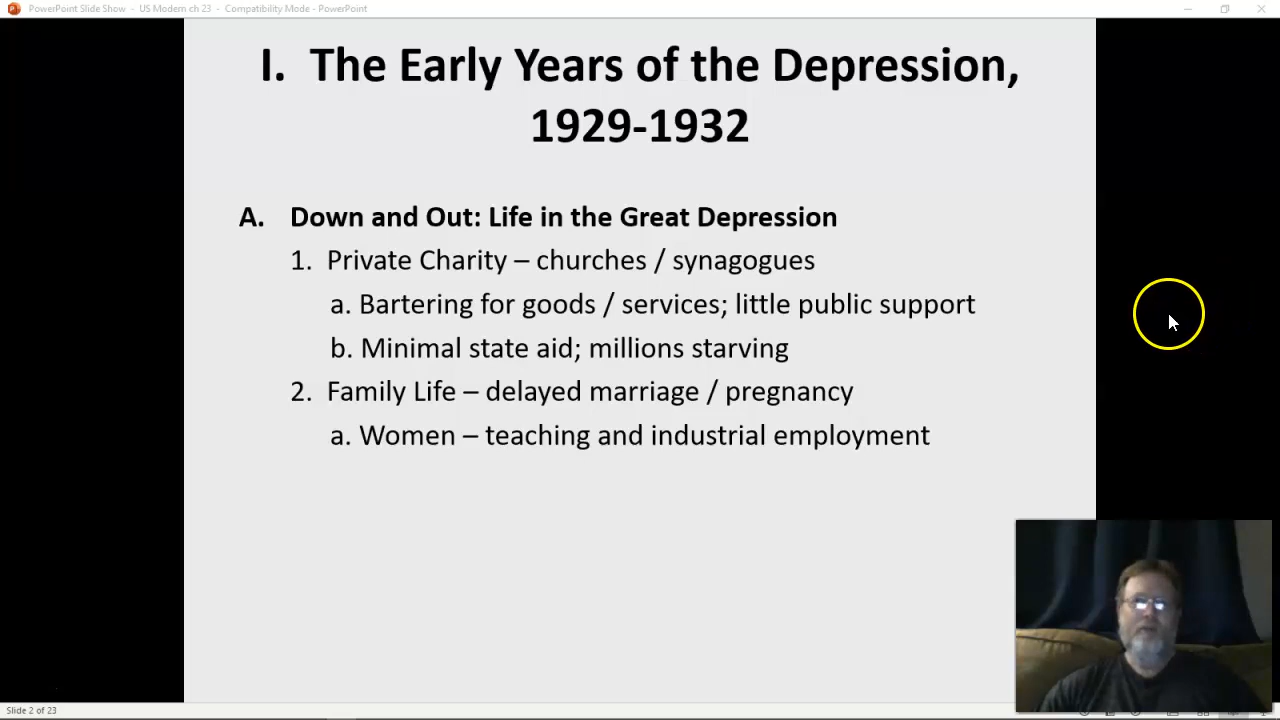 PowerPoint Slide Show - US Modern ch 23 - Compatibility Mode - PowerPoint
I. The Early Years of the Depression,
1929-1932
A. Down and Out: Life in the Great Depression
1. Private Charity – churches / synagogues
a. Bartering for goods / services; little public support
b. Minimal state aid; millions starving
2. Family Life – delayed marriage / pregnancy
a. Women – teaching and industrial employment
Slide 2 of 23